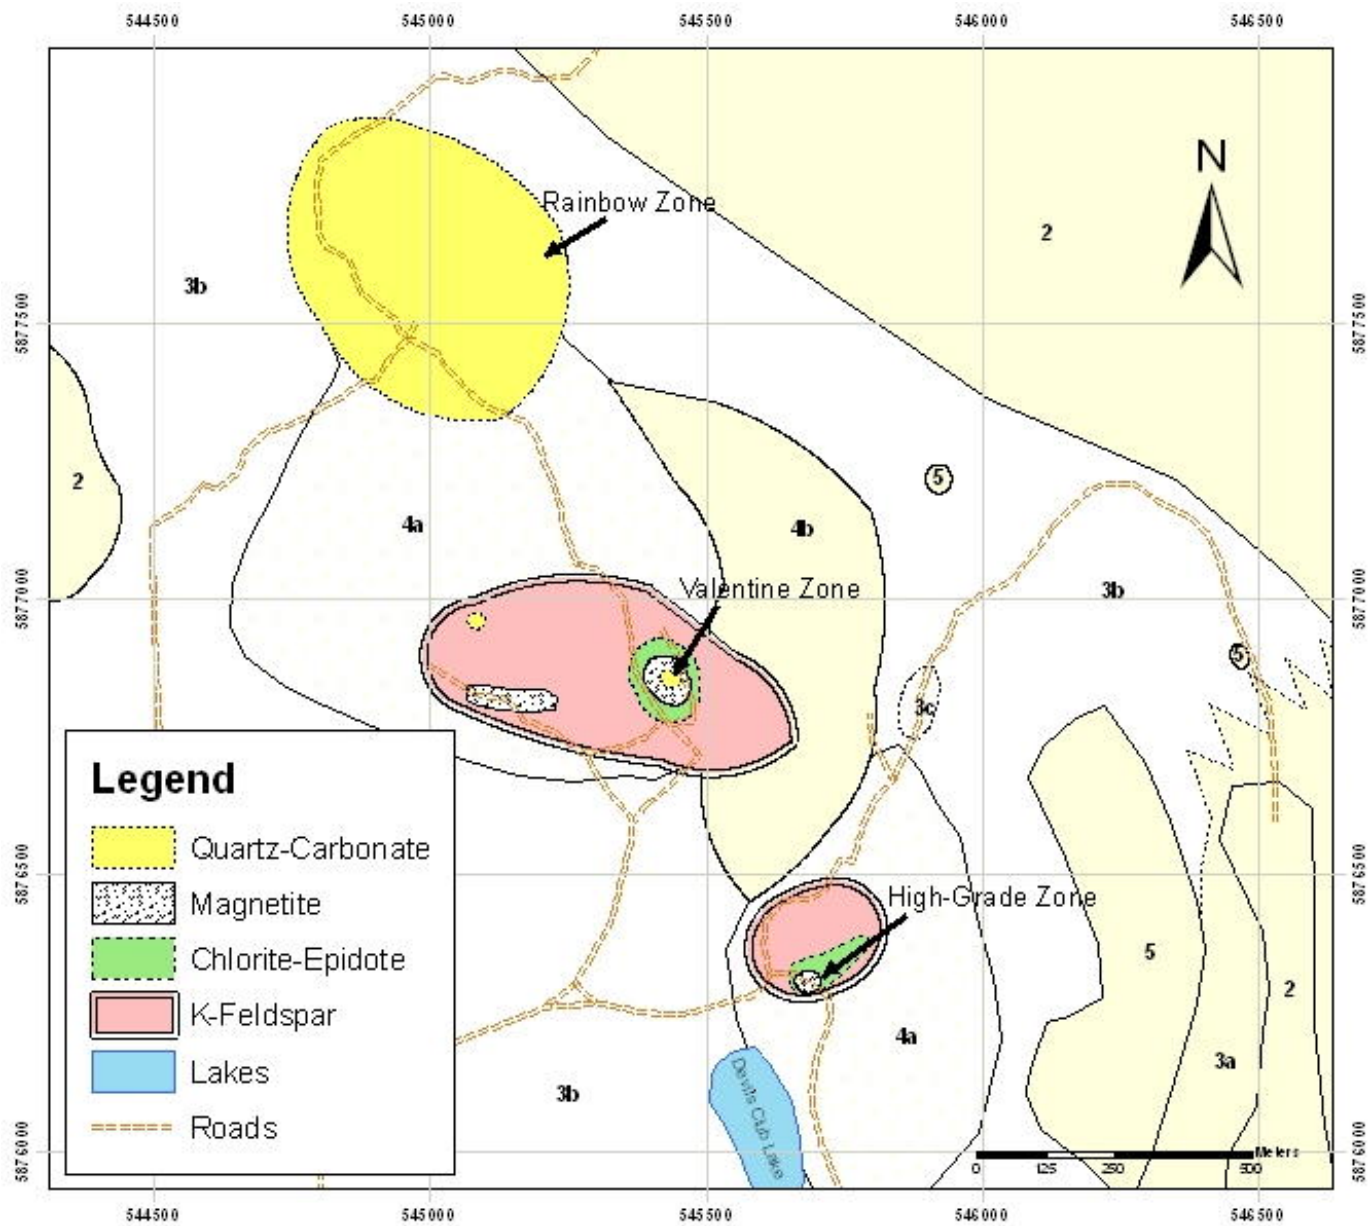 544500 545000 545500 546000 546500
N
Rainbow Zone
2
3b
5877500 5877500
2
5
4a
4b
Valentine Zone
5877000 5877000
3b
5
3c
Legend
Quartz-Carbonate
Magnetite
Chlorite-Epidote
K-Feldspar
Lakes
Roads
5876500 5876500
High-Grade Zone
5
2
4a
3a
3b
Devils Club Lake
5876000 5876000
Meters
0 125 250 500
544500 545000 545500 546000 546500